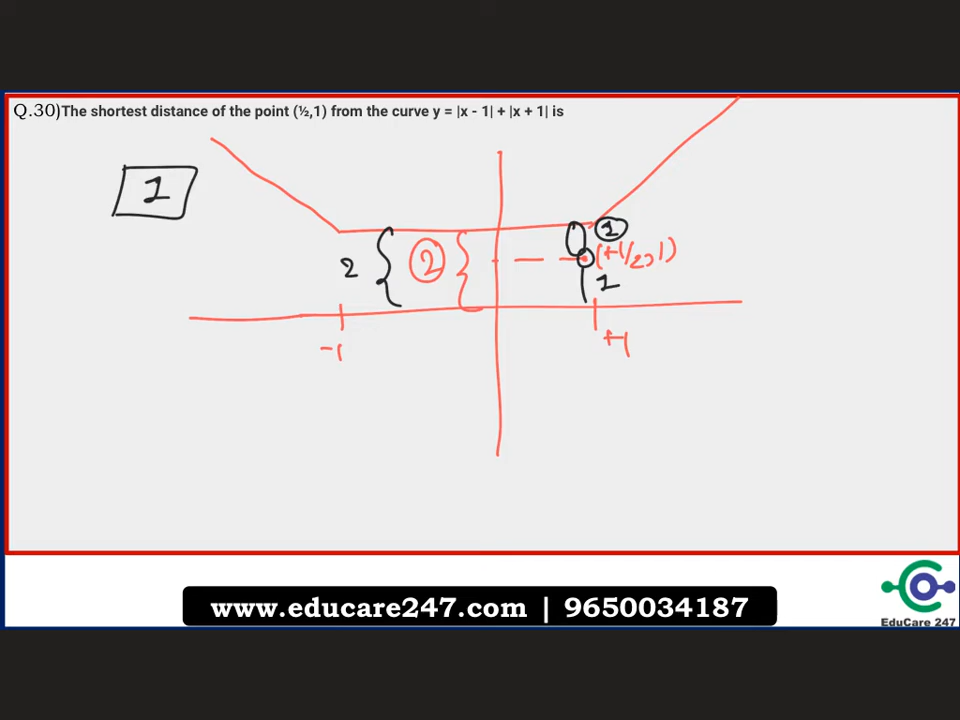 Q.30)The shortest distance of the point (½,1) from the curve y = |x - 1| + |x + 1| is
1
1
2 { 2 { (+1/2,1)
1
-1 +1
www.educare247.com | 9650034187
EduCare 247